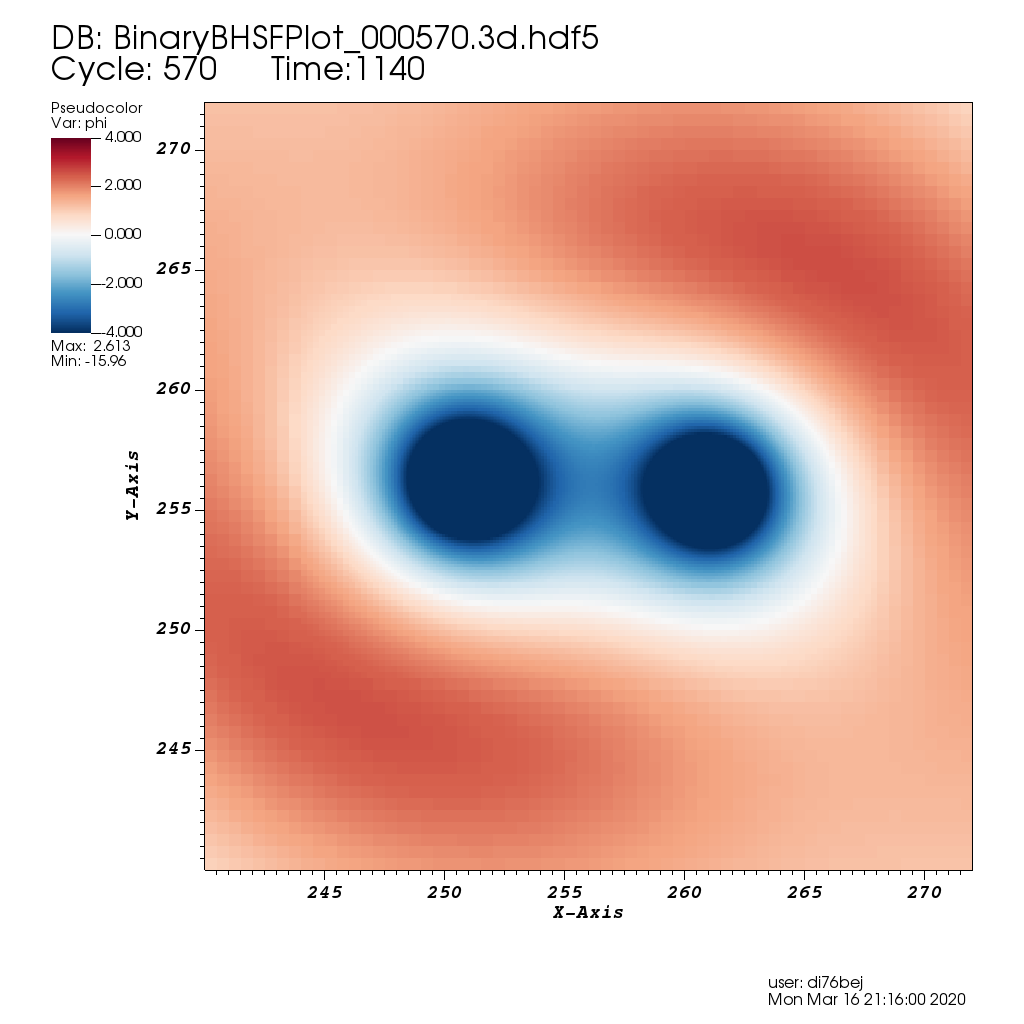 DB: BinaryBHSFPlot_000570.3d.hdf5
Cycle: 570 Time:1140
Pseudocolor
Var: phi
4.000
2.000
0.000
-2.000
-4.000
Max: 2.613
Min: -15.96
270
265
260
255
250
245
Y-Axis
245 250 255 260 265 270
X-Axis
user: di76bej
Mon Mar 16 21:16:00 2020